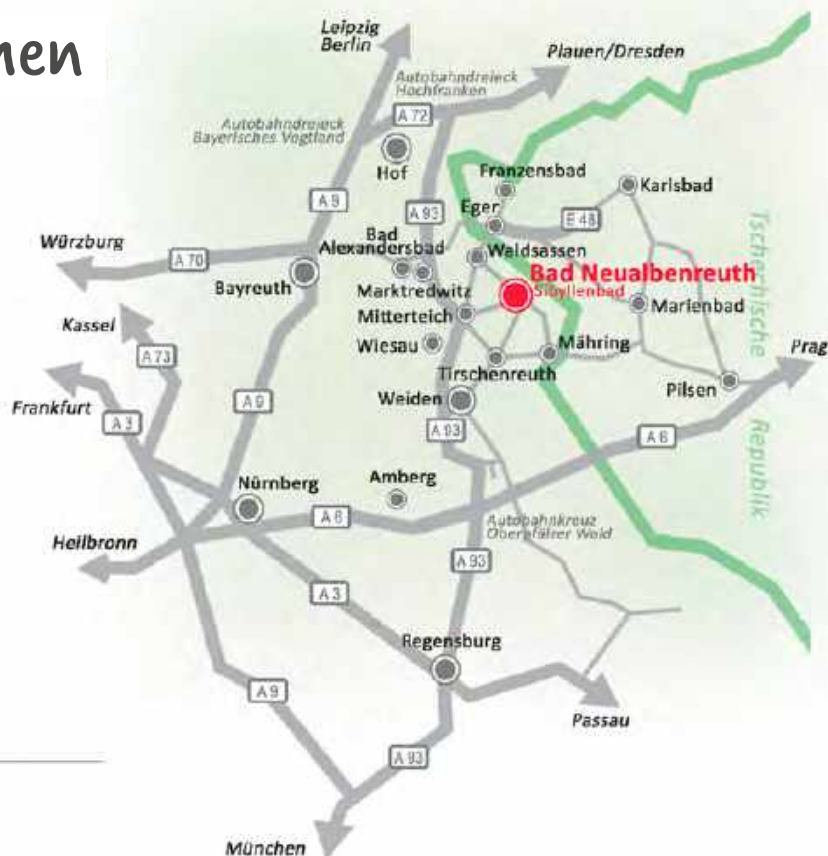 Leipzig
Berlin
Plauen/Dresden
Autobahndreieck
Hochfranken
A 72
Autobahndreieck
Bayerisches Vogtland
Hof
Franzensbad
Karlsbad
A 9
A 93
Eger
E 48
Würzburg
A 70
Bad
Alexandersbad
Waldsassen
Bayreuth
Marktredwitz
Bad Neualbenreuth
Sibyllenbad
Marienbad
Tschechische
Republik
Mitterteich
Kassel
Wiesau
Mähring
Prag
A 73
Tirschenreuth
Pilsen
Frankfurt
A 3
A 9
Weiden
A 93
A 6
Nürnberg
Amberg
A 6
Autobahnkreuz
Oberpfälzer Wald
Heilbronn
A 93
A 3
Regensburg
A 9
Passau
A 93
München